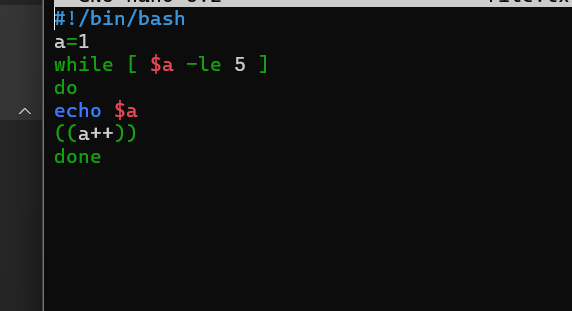 #!/bin/bash
a=1
while [ $a -le 5 ]
do
echo $a
((a++))
done